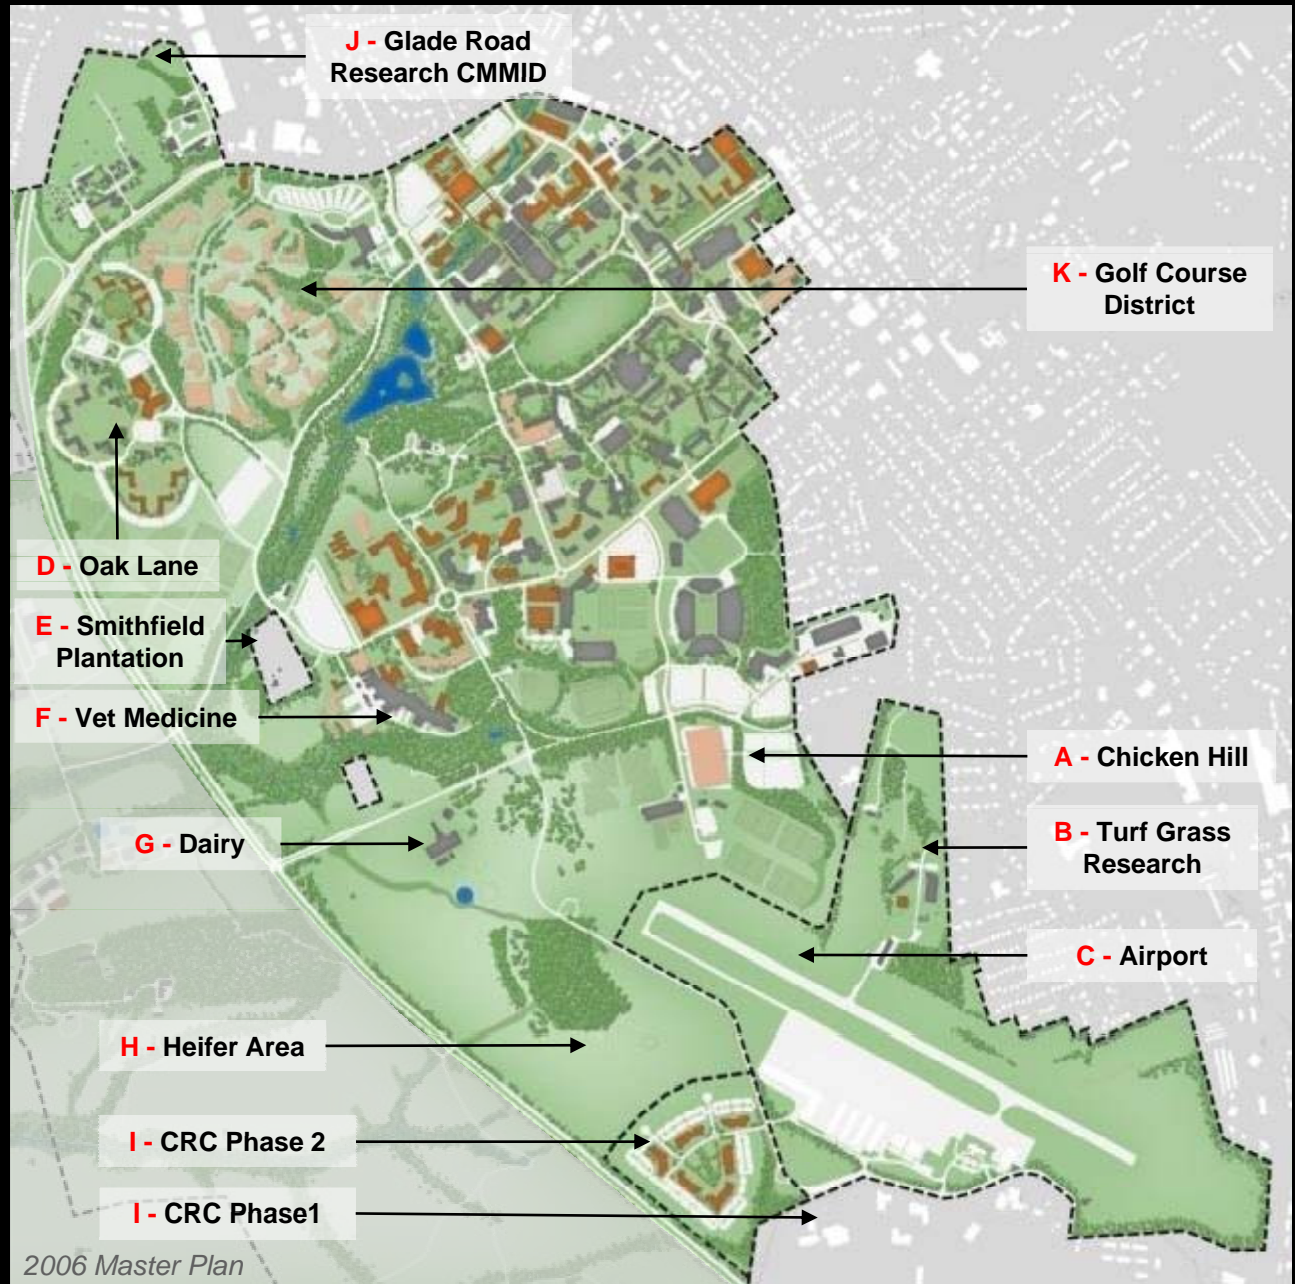 J - Glade Road
Research CMMID
K - Golf Course
District
D - Oak Lane
E - Smithfield
Plantation
F - Vet Medicine
A - Chicken Hill
G - Dairy
B - Turf Grass
Research
C - Airport
H - Heifer Area
I - CRC Phase 2
I - CRC Phase1
2006 Master Plan